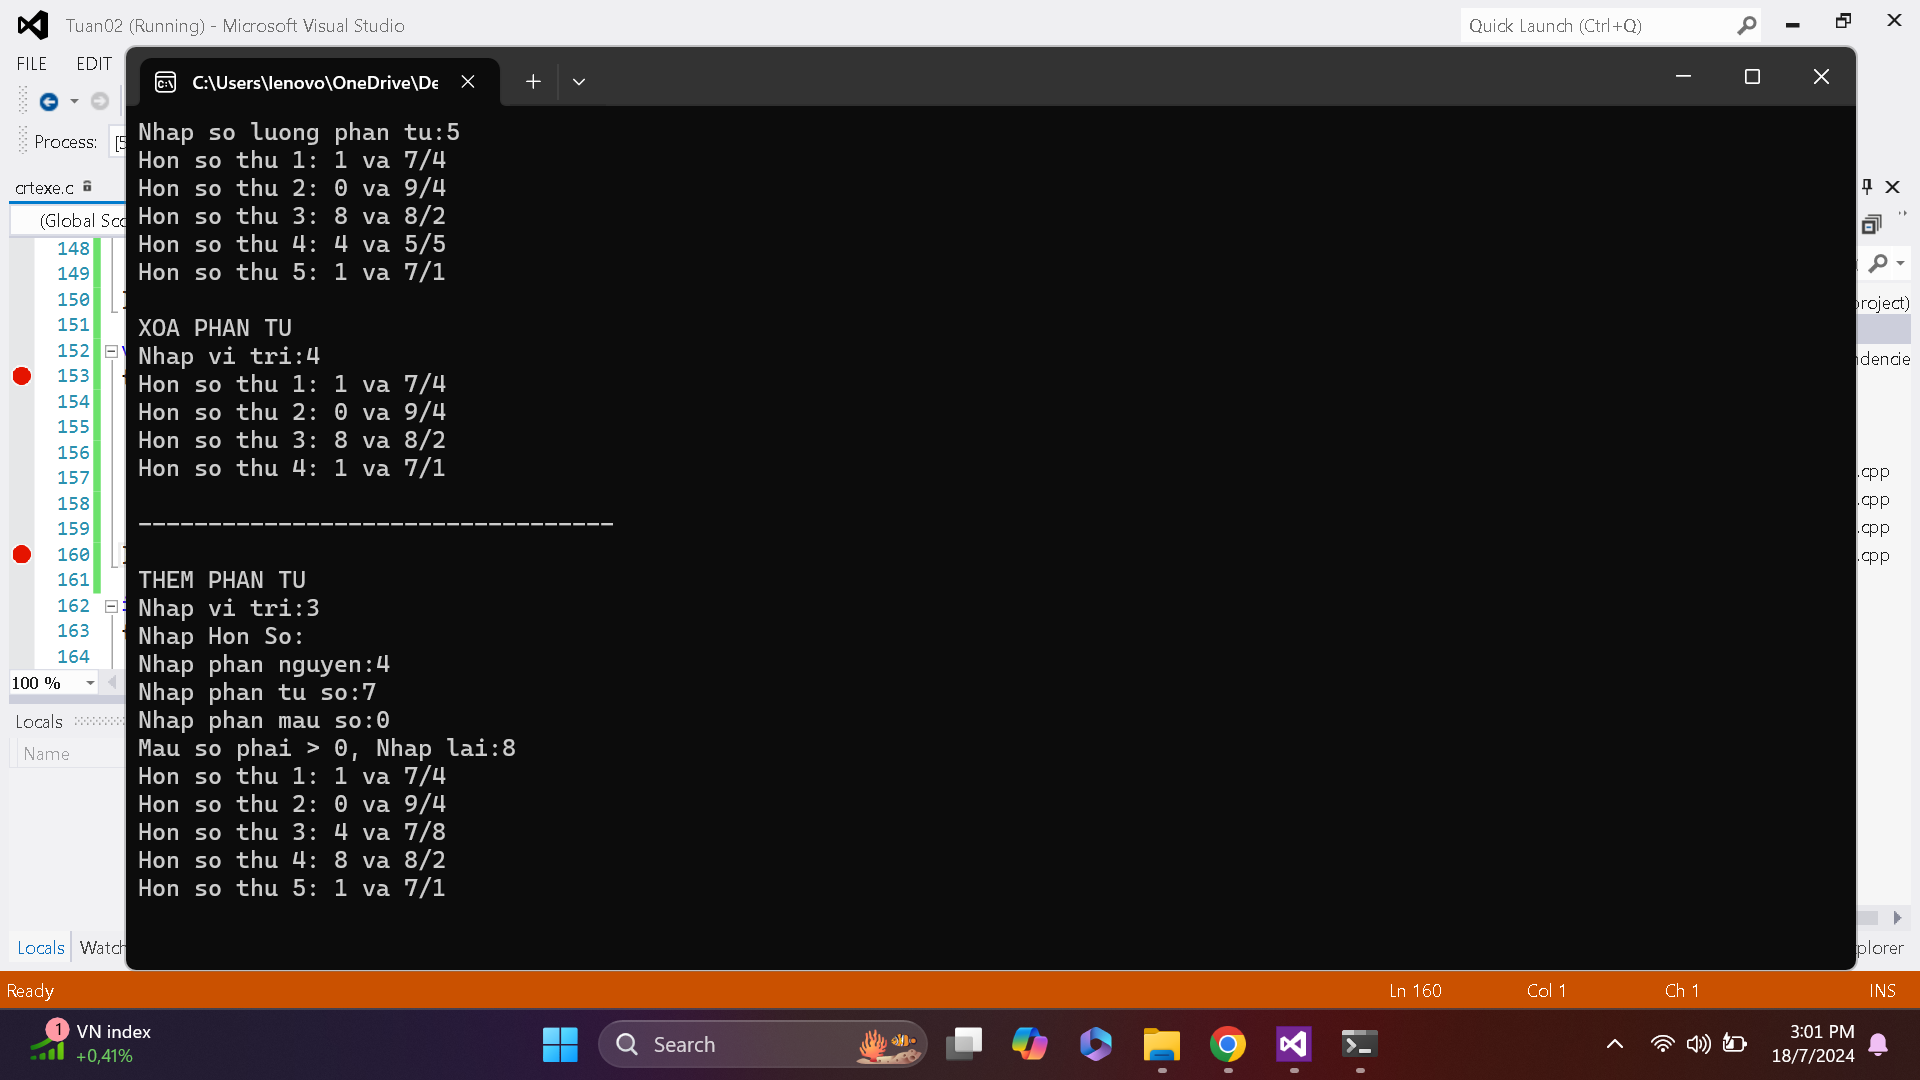 Tuan02 (Running) - Microsoft Visual Studio
Quick Launch (Ctrl+Q)
FILE EDIT
C:\Users\lenovo\OneDrive\De
Process:
crtexe.c
(Global Sco
148
149
150
151
152
153
154
155
156
157
158
159
160
161
162
163
164
100 %
Locals
Name
Locals Watch
Nhap so luong phan tu:5
Hon so thu 1: 1 va 7/4
Hon so thu 2: 0 va 9/4
Hon so thu 3: 8 va 8/2
Hon so thu 4: 4 va 5/5
Hon so thu 5: 1 va 7/1
XOA PHAN TU
Nhap vi tri:4
Hon so thu 1: 1 va 7/4
Hon so thu 2: 0 va 9/4
Hon so thu 3: 8 va 8/2
Hon so thu 4: 1 va 7/1
----------------------------------
THEM PHAN TU
Nhap vi tri:3
Nhap Hon So:
Nhap phan nguyen:4
Nhap phan tu so:7
Nhap phan mau so:0
Mau so phai > 0, Nhap lai:8
Hon so thu 1: 1 va 7/4
Hon so thu 2: 0 va 9/4
Hon so thu 3: 4 va 7/8
Hon so thu 4: 8 va 8/2
Hon so thu 5: 1 va 7/1
project)
ndencie
.cpp
.cpp
.cpp
.cpp
plorer
Ready
Ln 160 Col 1 Ch 1 INS
1
VN index
+0,41%
Search
3:01 PM
18/7/2024